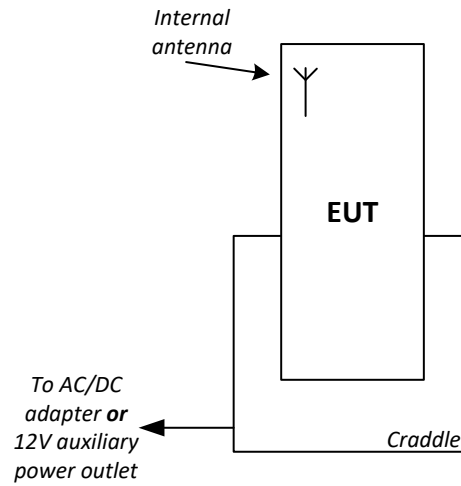 Internal
antenna
EUT
To AC/DC
adapter or
12V auxiliary
power outlet
Craddle